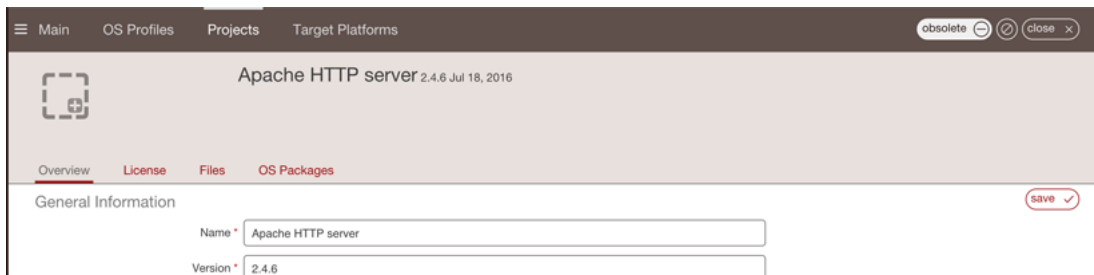 Main OS Profiles Projects Target Platforms obsolete close
Apache HTTP server 2.4.6 Jul 18, 2016
Overview License Files OS Packages
General Information save
Name * Apache HTTP server
Version * 2.4.6